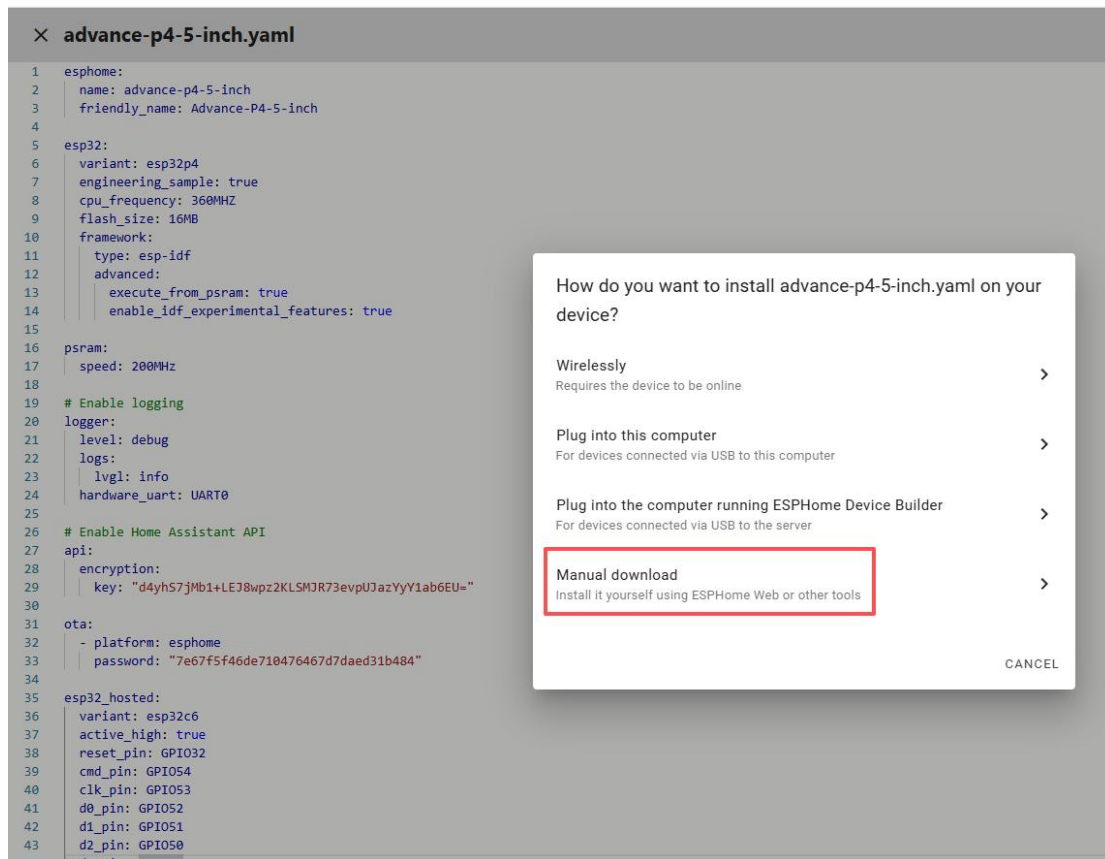 × advance-p4-5-inch.yaml
1 esphome:
2 name: advance-p4-5-inch
3 friendly_name: Advance-P4-5-inch
4
5 esp32:
6 variant: esp32p4
7 engineering_sample: true
8 cpu_frequency: 360MHZ
9 flash_size: 16MB
10 framework:
11 type: esp-idf
12 advanced:
13 execute_from_psram: true
14 enable_idf_experimental_features: true
15
16 psram:
17 speed: 200MHz
18
19 # Enable logging
20 logger:
21 level: debug
22 logs:
23 lvgl: info
24 hardware_uart: UART0
25
26 # Enable Home Assistant API
27 api:
28 encryption:
29 key: "d4yhS7jMb1+LEJ8wpz2KLSMJR73evpUJazYyY1ab6EU="
30
31 ota:
32 - platform: esphome
33 password: "7e67f5f46de710476467d7daed31b484"
34
35 esp32_hosted:
36 variant: esp32c6
37 active_high: true
38 reset_pin: GPIO32
39 cmd_pin: GPIO54
40 clk_pin: GPIO53
41 d0_pin: GPIO52
42 d1_pin: GPIO51
43 d2_pin: GPIO50
How do you want to install advance-p4-5-inch.yaml on your
device?
Wirelessly
Requires the device to be online
Plug into this computer
For devices connected via USB to this computer
Plug into the computer running ESPHome Device Builder
For devices connected via USB to the server
Manual download
Install it yourself using ESPHome Web or other tools
CANCEL